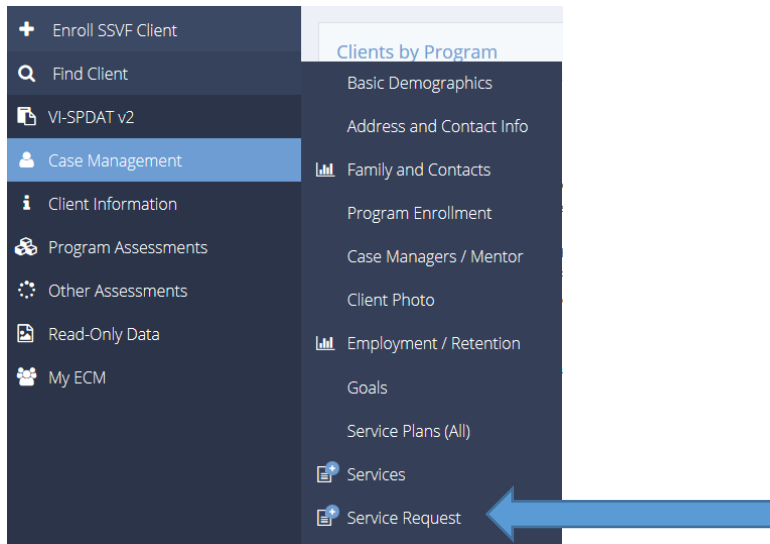 Enroll SSVF Client
Find Client
VI-SPDAT v2
Case Management
Client Information
Program Assessments
Other Assessments
Read-Only Data
My ECM
Clients by Program
Basic Demographics
Address and Contact Info
Family and Contacts
Program Enrollment
Case Managers / Mentor
Client Photo
Employment / Retention
Goals
Service Plans (All)
Services
Service Request